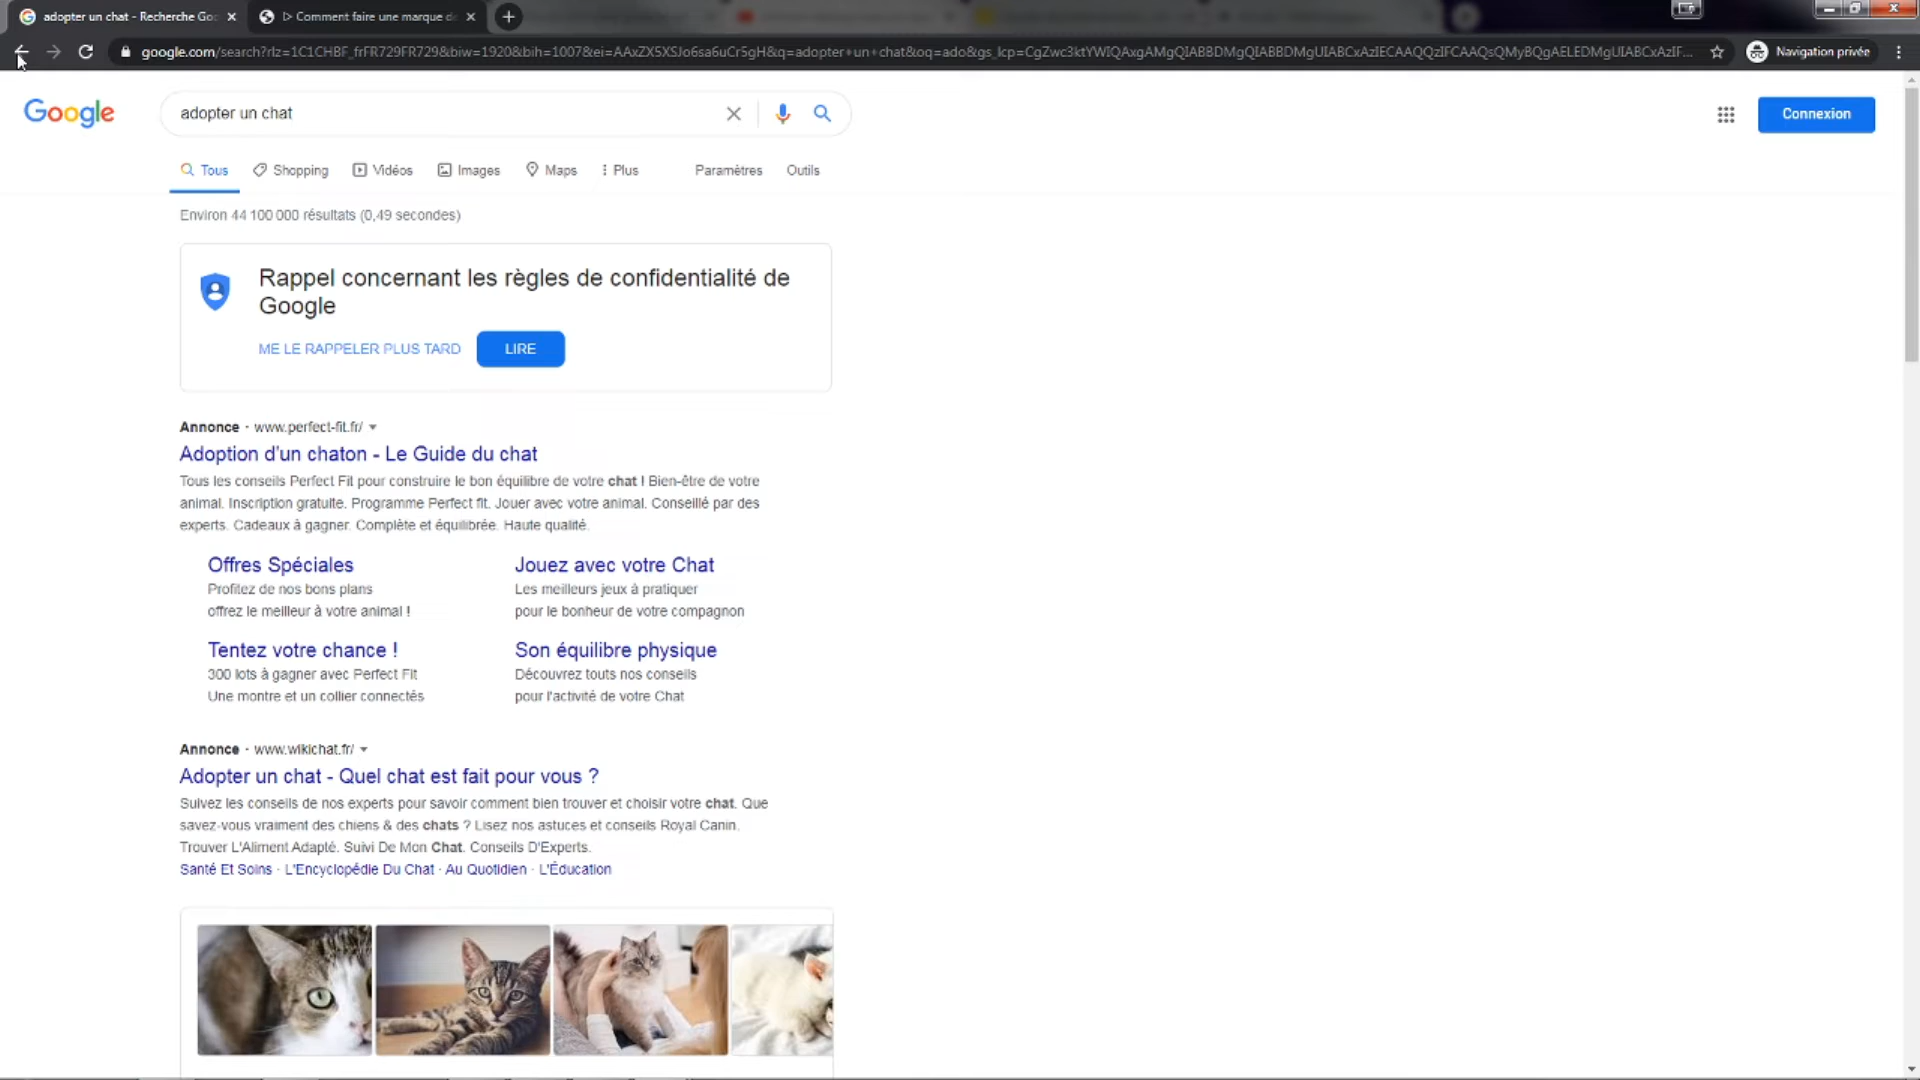 adopter un chat - Recherche Goo
Comment faire une marque de
google.com/search?rlz=1C1CHBF_frFR729FR729&biw=1920&bih=1007&ei=AAxZX5XSJo6sa6uCr5gH&q=adopter+un+chat&oq=ado&gs_lcp=CgZwc3ktYWIQAxgAMgQIABBDMgQIABBDMgUIABCxAzIECAAQQzIFCAAQsQMyBQgAELEDMgUIABCxAzIF...
Navigation privée
Google
adopter un chat
Connexion
Tous Shopping Vidéos Images Maps Plus Paramètres Outils
Environ 44 100 000 résultats (0,49 secondes)
Rappel concernant les règles de confidentialité de
Google
ME LE RAPPELER PLUS TARD LIRE
Annonce · www.perfect-fit.fr/
Adoption d'un chaton - Le Guide du chat
Tous les conseils Perfect Fit pour construire le bon équilibre de votre chat ! Bien-être de votre
animal. Inscription gratuite. Programme Perfect fit. Jouer avec votre animal. Conseillé par des
experts. Cadeaux à gagner. Complète et équilibrée. Haute qualité.
Offres Spéciales
Profitez de nos bons plans
offrez le meilleur à votre animal !
Jouez avec votre Chat
Les meilleurs jeux à pratiquer
pour le bonheur de votre compagnon
Tentez votre chance !
300 lots à gagner avec Perfect Fit
Une montre et un collier connectés
Son équilibre physique
Découvrez touts nos conseils
pour l'activité de votre Chat
Annonce · www.wikichat.fr/
Adopter un chat - Quel chat est fait pour vous ?
Suivez les conseils de nos experts pour savoir comment bien trouver et choisir votre chat. Que
savez-vous vraiment des chiens & des chats ? Lisez nos astuces et conseils Royal Canin.
Trouver L'Aliment Adapté. Suivi De Mon Chat. Conseils D'Experts.
Santé Et Soins · L'Encyclopédie Du Chat · Au Quotidien · L'Éducation